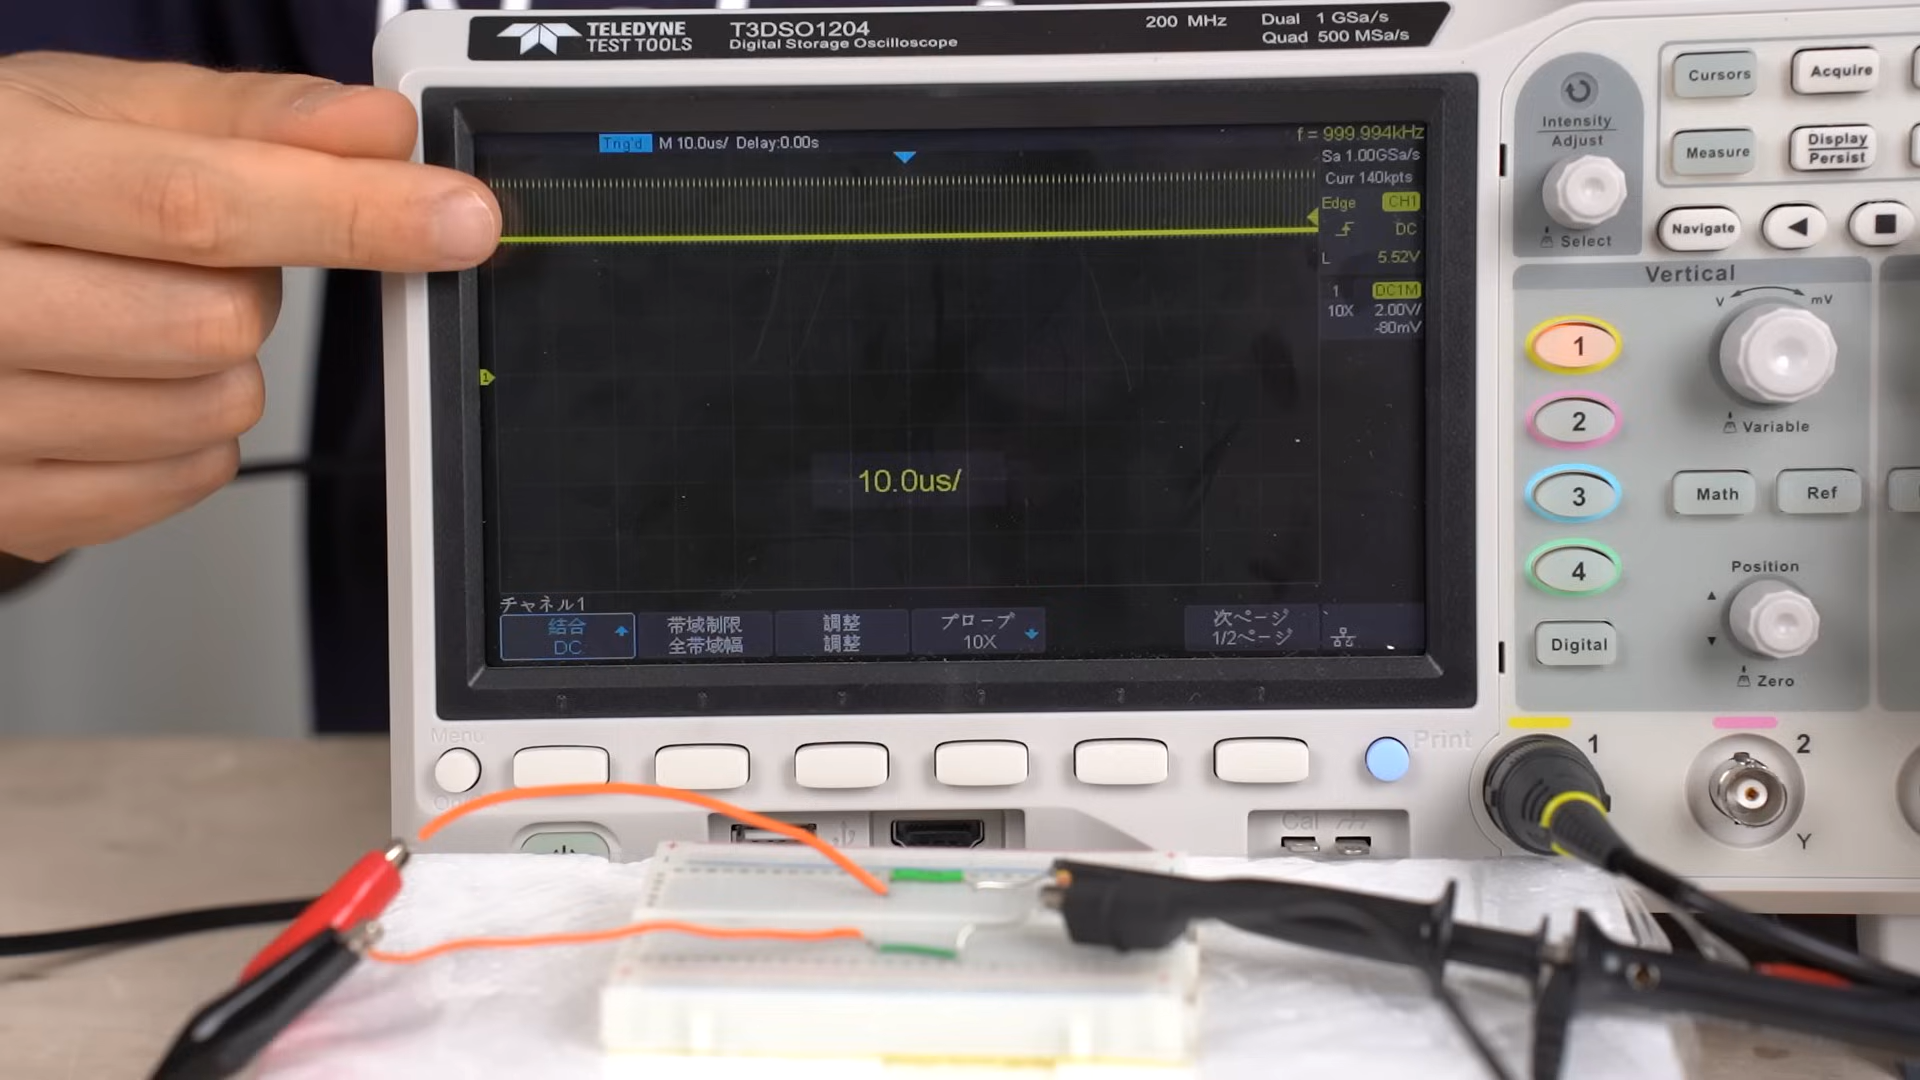 TELEDYNE
TEST TOOLS
T3DSO1204
Digital Storage Oscilloscope
200 MHz
Dual 1 GSa/s
Quad 500 MSa/s
Trig'd M 10.0us/ Delay:0.00s
f = 999.994kHz
Sa 1.00GSa/s
Curr 140kpts
Edge CH1
DC
L 5.52V
1 DC1M
10X 2.00V/
-80mV
1
10.0us/
チャネル1
結合
DC
帯域制限
全帯域幅
調整
調整
プローブ
10X
次ページ
1/2ページ
Menu
Print
Cal
Intensity
Adjust
Select
Cursors
Acquire
Measure
Display
Persist
Navigate
Vertical
V
mV
Variable
1
2
3
4
Math
Ref
Digital
Position
Zero
1
2
Y